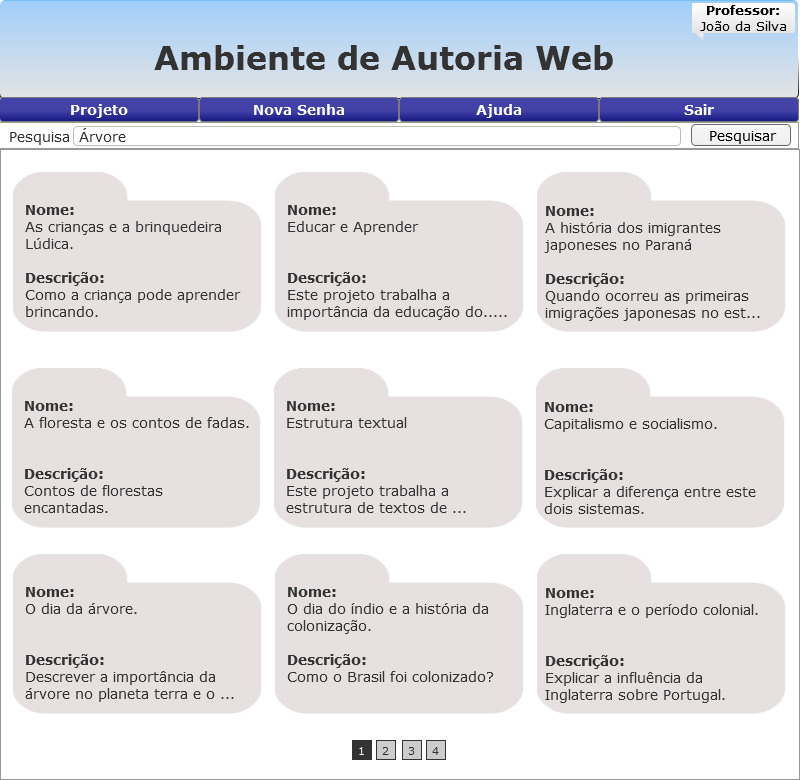 Professor:
João da Silva
Ambiente de Autoria Web
Projeto
Nova Senha
Ajuda
Sair
Pesquisa
Árvore
Pesquisar
Nome:
As crianças e a brinquedeira
Lúdica.
Descrição:
Como a criança pode aprender
brincando.
Nome:
Educar e Aprender
Descrição:
Este projeto trabalha a
importância da educação do.....
Nome:
A história dos imigrantes
japoneses no Paraná
Descrição:
Quando ocorreu as primeiras
imigrações japonesas no est...
Nome:
A floresta e os contos de fadas.
Descrição:
Contos de florestas
encantadas.
Nome:
Estrutura textual
Descrição:
Este projeto trabalha a
estrutura de textos de ...
Nome:
Capitalismo e socialismo.
Descrição:
Explicar a diferença entre este
dois sistemas.
Nome:
O dia da árvore.
Descrição:
Descrever a importância da
árvore no planeta terra e o ...
Nome:
O dia do índio e a história da
colonização.
Descrição:
Como o Brasil foi colonizado?
Nome:
Inglaterra e o período colonial.
Descrição:
Explicar a influência da
Inglaterra sobre Portugal.
1 2 3 4